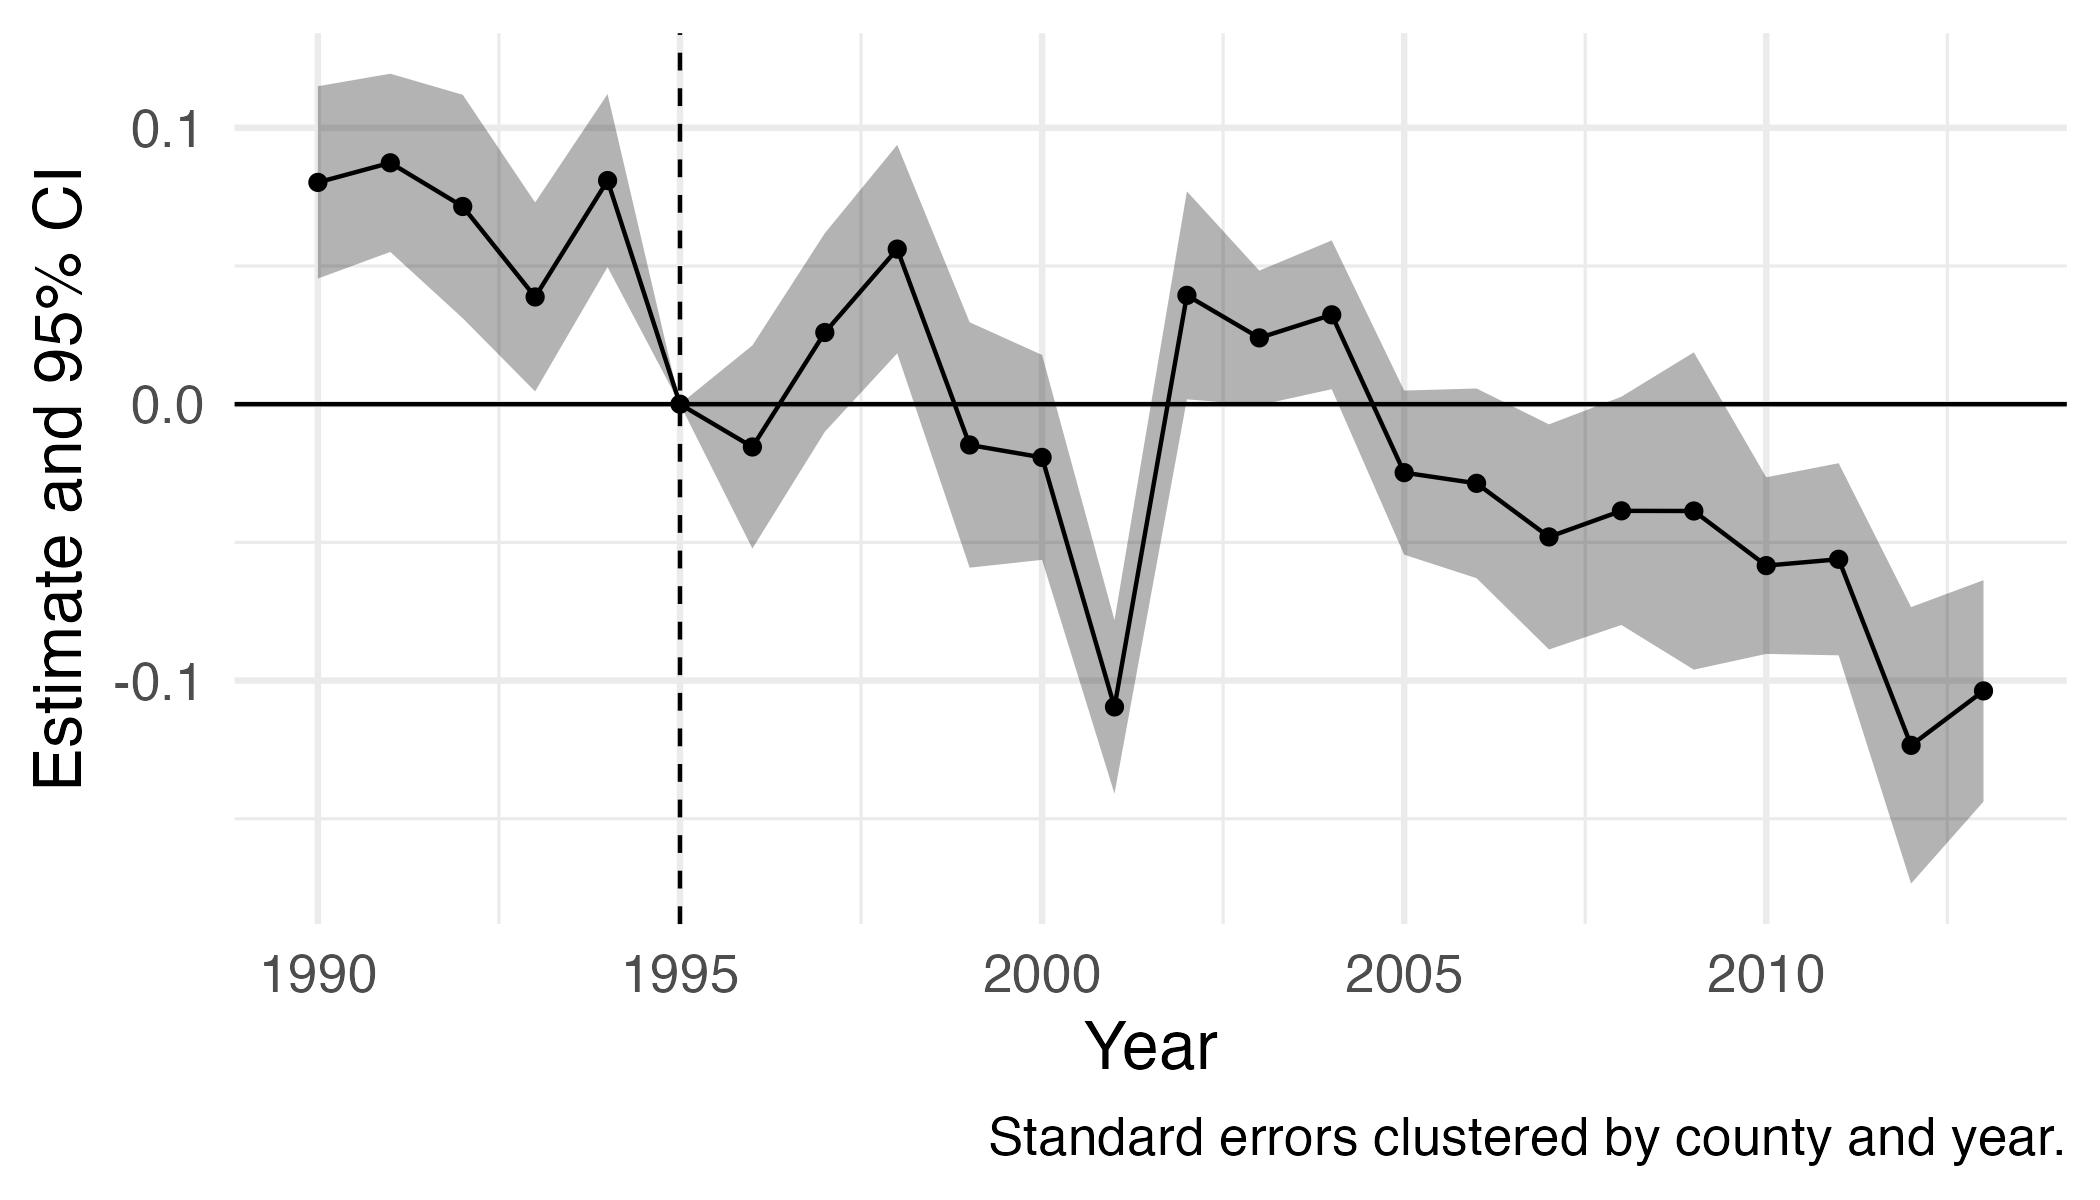 Estimate and 95% CI
0.1
0.0
-0.1
1990 1995 2000 2005 2010
Year
Standard errors clustered by county and year.